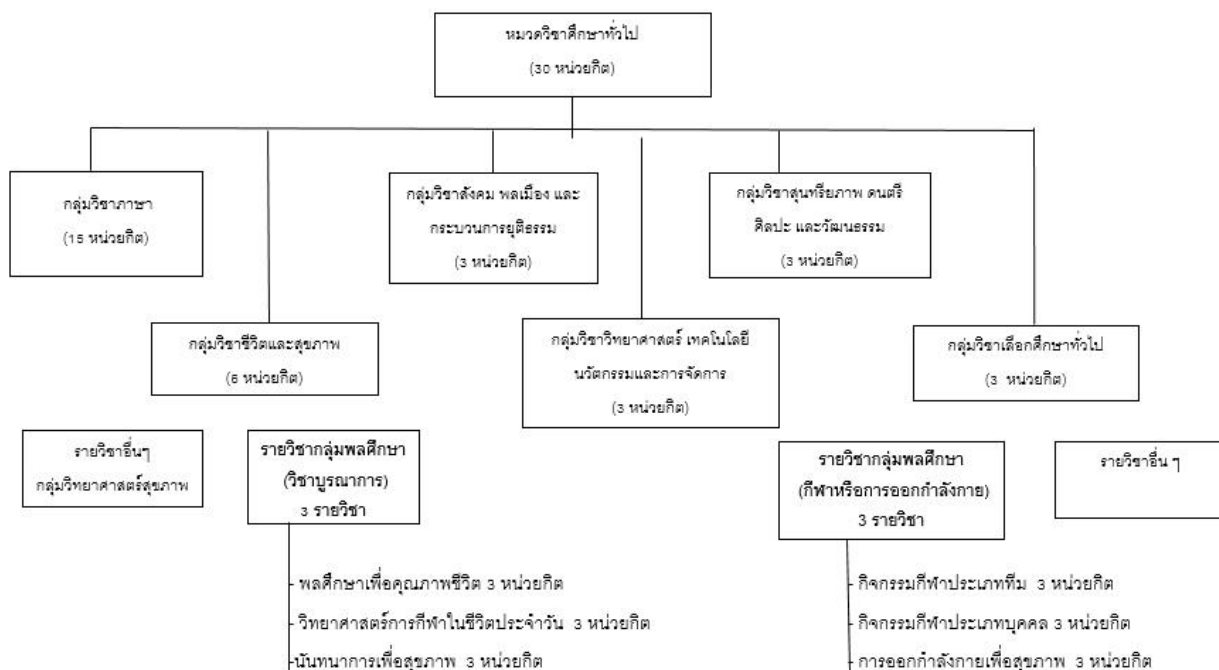 หมวดวิชาศึกษาทั่วไป
(30 หน่วยกิต)
กลุ่มวิชาภาษา
(15 หน่วยกิต)
กลุ่มวิชาสังคม พลเมือง และ
กระบวนการยุติธรรม
(3 หน่วยกิต)
กลุ่มวิชาสุนทรียภาพ ดนตรี
ศิลปะ และวัฒนธรรม
(3 หน่วยกิต)
กลุ่มวิชาชีวิตและสุขภาพ
(6 หน่วยกิต)
กลุ่มวิชาวิทยาศาสตร์ เทคโนโลยี
นวัตกรรมและการจัดการ
(3 หน่วยกิต)
กลุ่มวิชาเลือกศึกษาทั่วไป
(3 หน่วยกิต)
รายวิชาอื่นๆ
กลุ่มวิทยาศาสตร์สุขภาพ
รายวิชากลุ่มพลศึกษา
(วิชาบูรณาการ)
3 รายวิชา
รายวิชากลุ่มพลศึกษา
(กีฬาหรือการออกกำลังกาย)
3 รายวิชา
รายวิชาอื่น ๆ
- พลศึกษาเพื่อคุณภาพชีวิต 3 หน่วยกิต
- วิทยาศาสตร์การกีฬาในชีวิตประจำวัน 3 หน่วยกิต
-นันทนาการเพื่อสุขภาพ 3 หน่วยกิต
- กิจกรรมกีฬาประเภททีม 3 หน่วยกิต
- กิจกรรมกีฬาประเภทบุคคล 3 หน่วยกิต
- การออกกำลังกายเพื่อสุขภาพ 3 หน่วยกิต